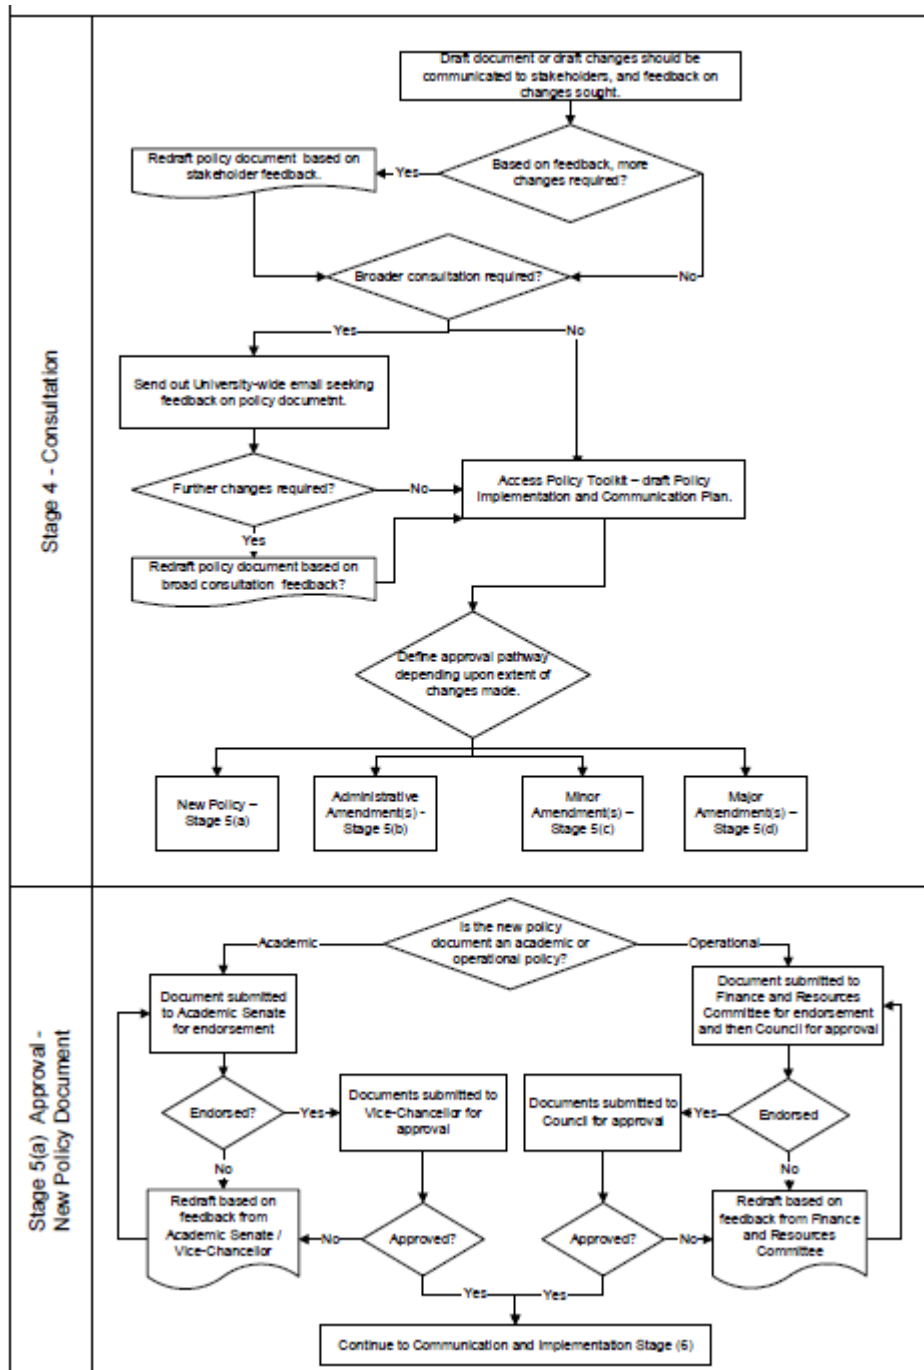 Stage 4 - Consultation
Draft document or draft changes should be
communicated to stakeholders, and feedback on
changes sought.
Based on feedback, more
changes required?
Yes
Redraft policy document based on
stakeholder feedback.
No
Broader consultation required?
Yes
No
Send out University-wide email seeking
feedback on policy documetnt.
Further changes required?
No
Access Policy Toolkit – draft Policy
Implementation and Communication Plan.
Yes
Redraft policy document based on
broad consultation feedback?
Define approval pathway
depending upon extent of
changes made.
New Policy –
Stage 5(a)
Administrative
Amendment(s) -
Stage 5(b)
Minor
Amendment(s) –
Stage 5(c)
Major
Amendment(s) –
Stage 5(d)
Stage 5(a) Approval -
New Policy Document
Is the new policy
document an academic or
operational policy?
Academic
Operational
Document submitted
to Academic Senate
for endorsement
Document submitted to
Finance and Resources
Committee for endorsement
and then Council for approval
Endorsed?
Yes
Documents submitted to
Vice-Chancellor for
approval
Documents submitted to
Council for approval
Yes
Endorsed
No
No
Redraft based on
feedback from
Academic Senate /
Vice-Chancellor
No
Approved?
Approved?
No
Redraft based on
feedback from Finance
and Resources
Committee
Yes
Yes
Continue to Communication and Implementation Stage (6)